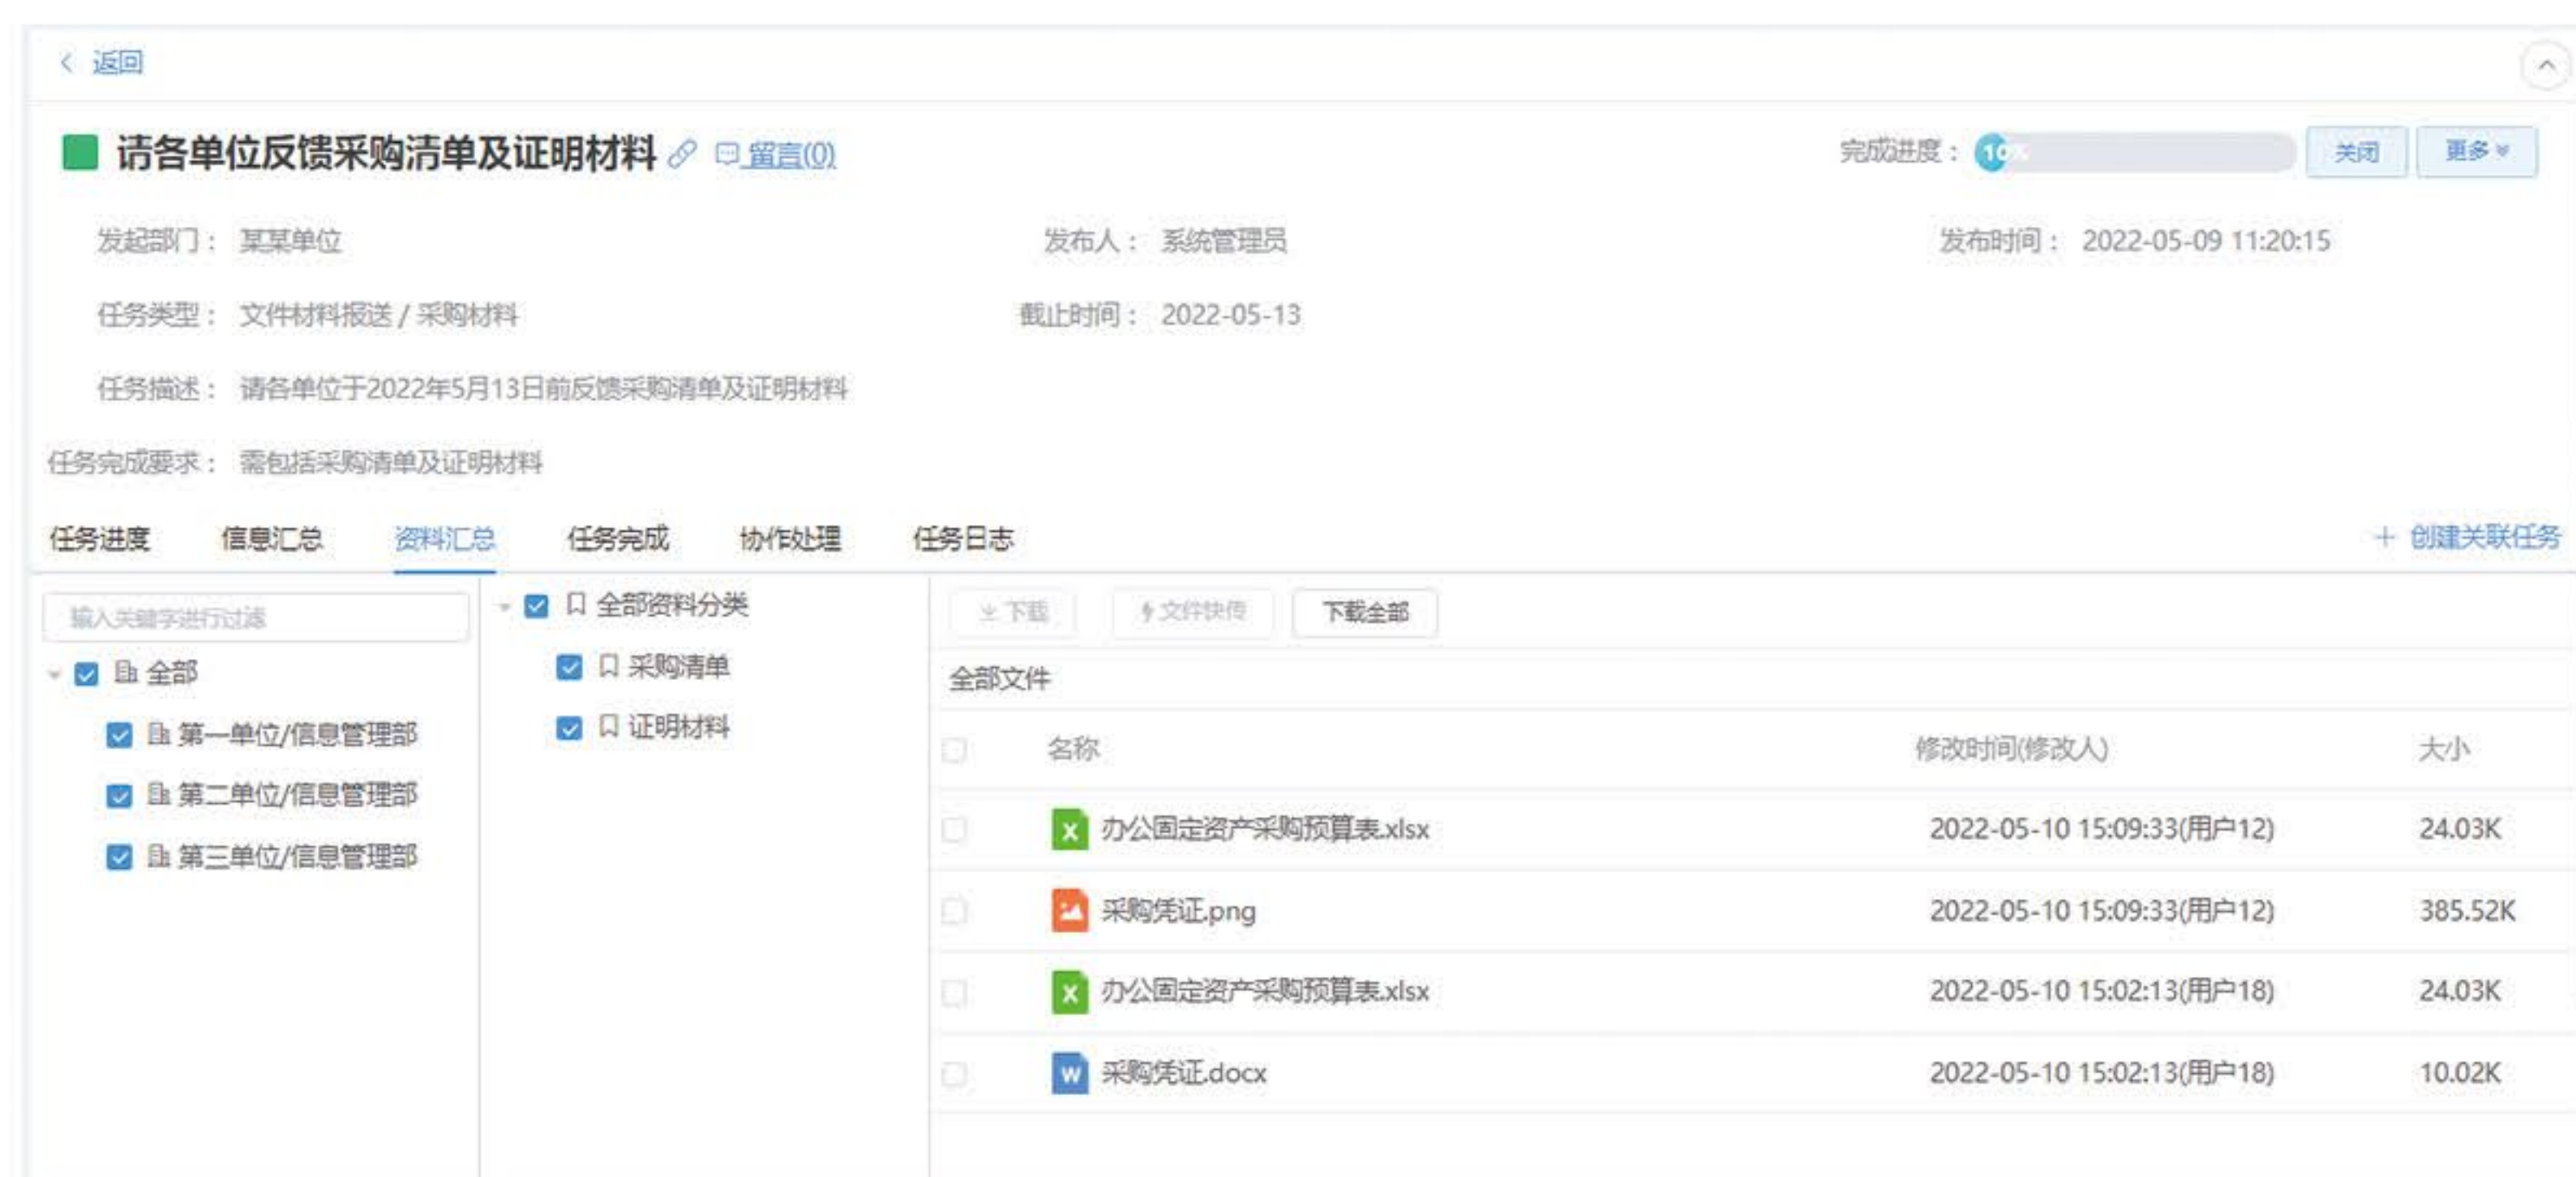 返回
请各单位反馈采购清单及证明材料 留言(0) 完成进度： 10% 关闭 更多
发起部门： 某某单位 发布人： 系统管理员 发布时间： 2022-05-09 11:20:15
任务类型： 文件材料报送 / 采购材料 截止时间： 2022-05-13
任务描述： 请各单位于2022年5月13日前反馈采购清单及证明材料
任务完成要求： 需包括采购清单及证明材料
任务进度 信息汇总 资料汇总 任务完成 协作处理 任务日志 + 创建关联任务
输入关键字进行过滤
全部
第一单位/信息管理部
第二单位/信息管理部
第三单位/信息管理部
全部资料分类
采购清单
证明材料
下载 文件快传 下载全部
全部文件
名称 修改时间(修改人) 大小
办公固定资产采购预算表.xlsx 2022-05-10 15:09:33(用户12) 24.03K
采购凭证.png 2022-05-10 15:09:33(用户12) 385.52K
办公固定资产采购预算表.xlsx 2022-05-10 15:02:13(用户18) 24.03K
采购凭证.docx 2022-05-10 15:02:13(用户18) 10.02K